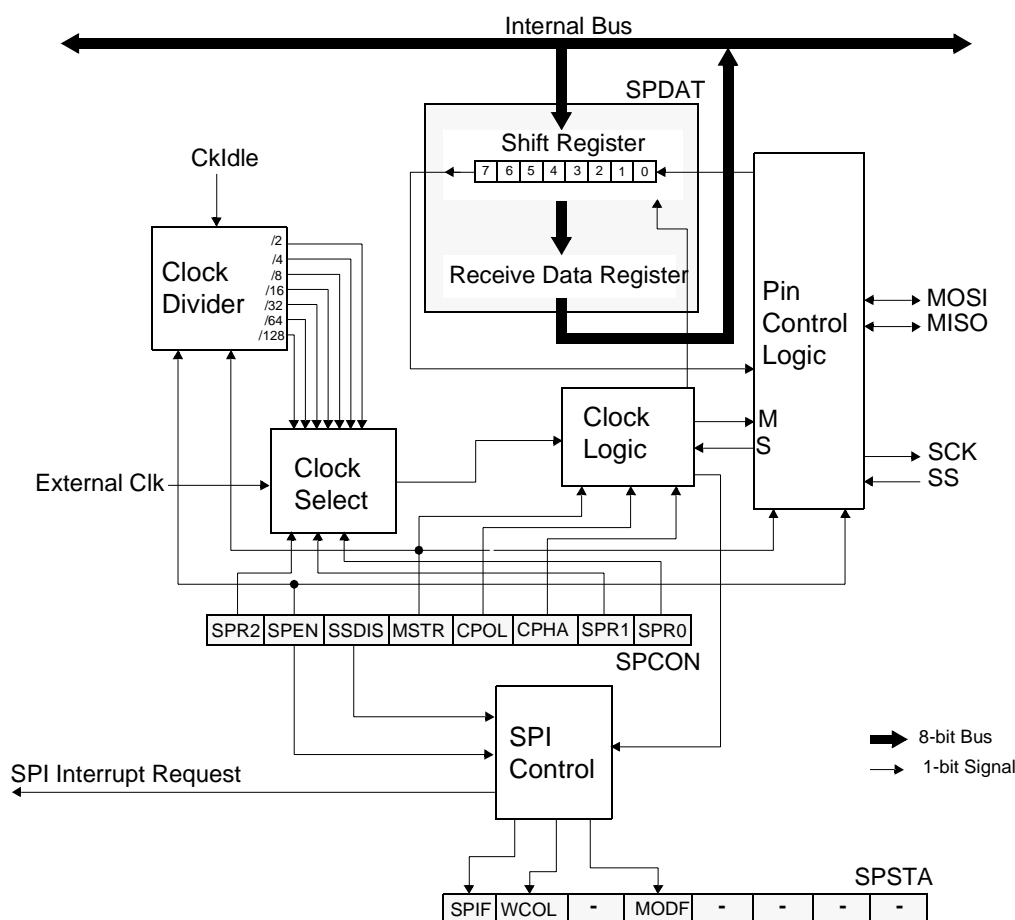 Internal Bus
SPDAT
Shift Register
7 6 5 4 3 2 1 0
CkIdle
/2
/4
/8
/16
/32
/64
/128
Clock
Divider
Receive Data Register
Pin
Control
Logic
MOSI
MISO
Clock
Logic
M
S
SCK
SS
External Clk
Clock
Select
SPR2 SPEN SSDIS MSTR CPOL CPHA SPR1 SPR0
SPCON
SPI
Control
8-bit Bus
1-bit Signal
SPI Interrupt Request
SPSTA
SPIF WCOL - MODF - - - -